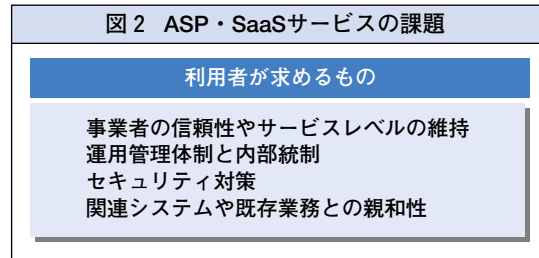 図2 ASP・SaaSサービスの課題
利用者が求めるもの
事業者の信頼性やサービスレベルの維持
運用管理体制と内部統制
セキュリティ対策
関連システムや既存業務との親和性